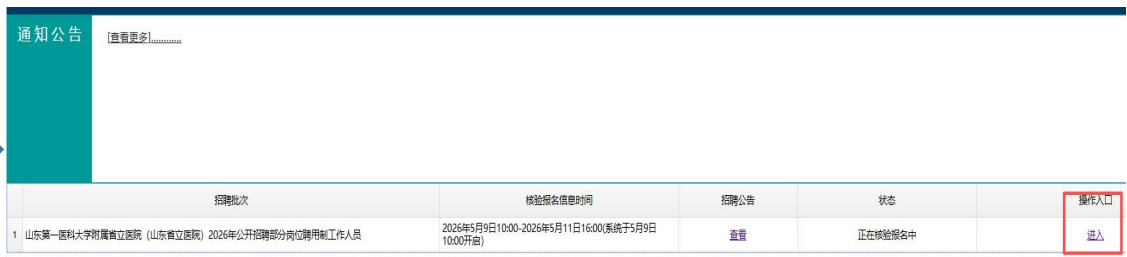 通知公告
[查看更多]............
招聘批次
核验报名信息时间
招聘公告
状态
操作入口
1
山东第一医科大学附属省立医院（山东省立医院）2026年公开招聘部分岗位聘用制工作人员
2026年5月9日10:00-2026年5月11日16:00(系统于5月9日
10:00开启)
查看
正在核验报名中
进入